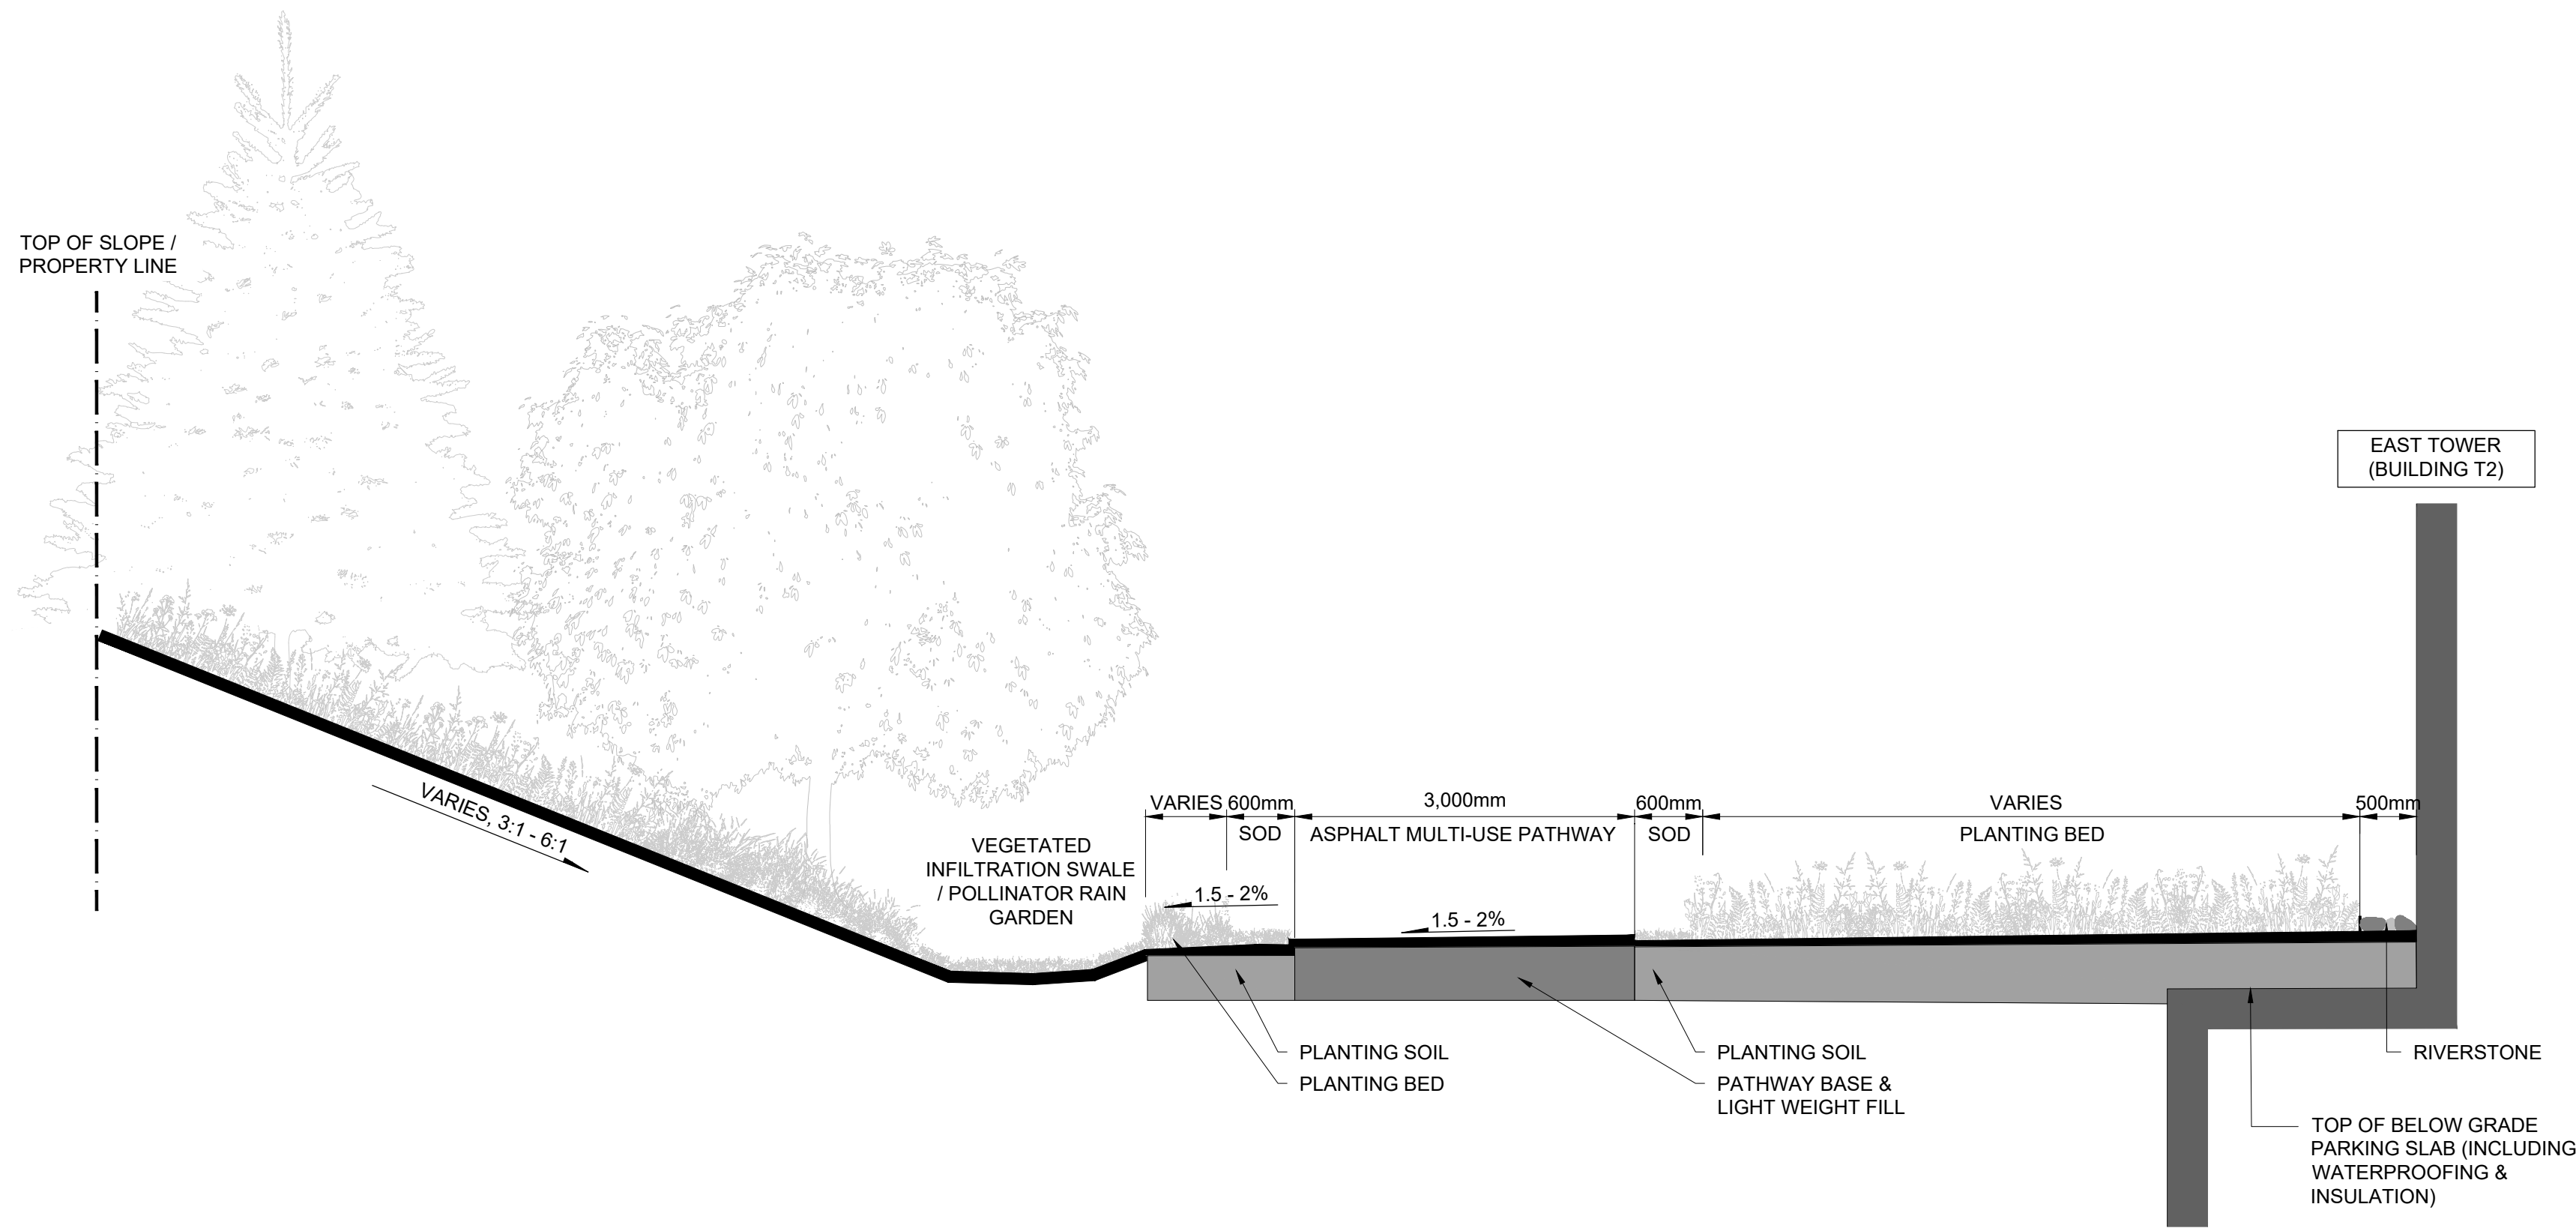 TOP OF SLOPE /
PROPERTY LINE
EAST TOWER
(BUILDING T2)
VARIES, 3:1 - 6:1
VEGETATED
INFILTRATION SWALE
/ POLLINATOR RAIN
GARDEN
VARIES
600mm
SOD
3,000mm
ASPHALT MULTI-USE PATHWAY
600mm
SOD
VARIES
PLANTING BED
500mm
1.5 - 2%
1.5 - 2%
PLANTING SOIL
PLANTING BED
PLANTING SOIL
PATHWAY BASE &
LIGHT WEIGHT FILL
RIVERSTONE
TOP OF BELOW GRADE
PARKING SLAB (INCLUDING
WATERPROOFING &
INSULATION)